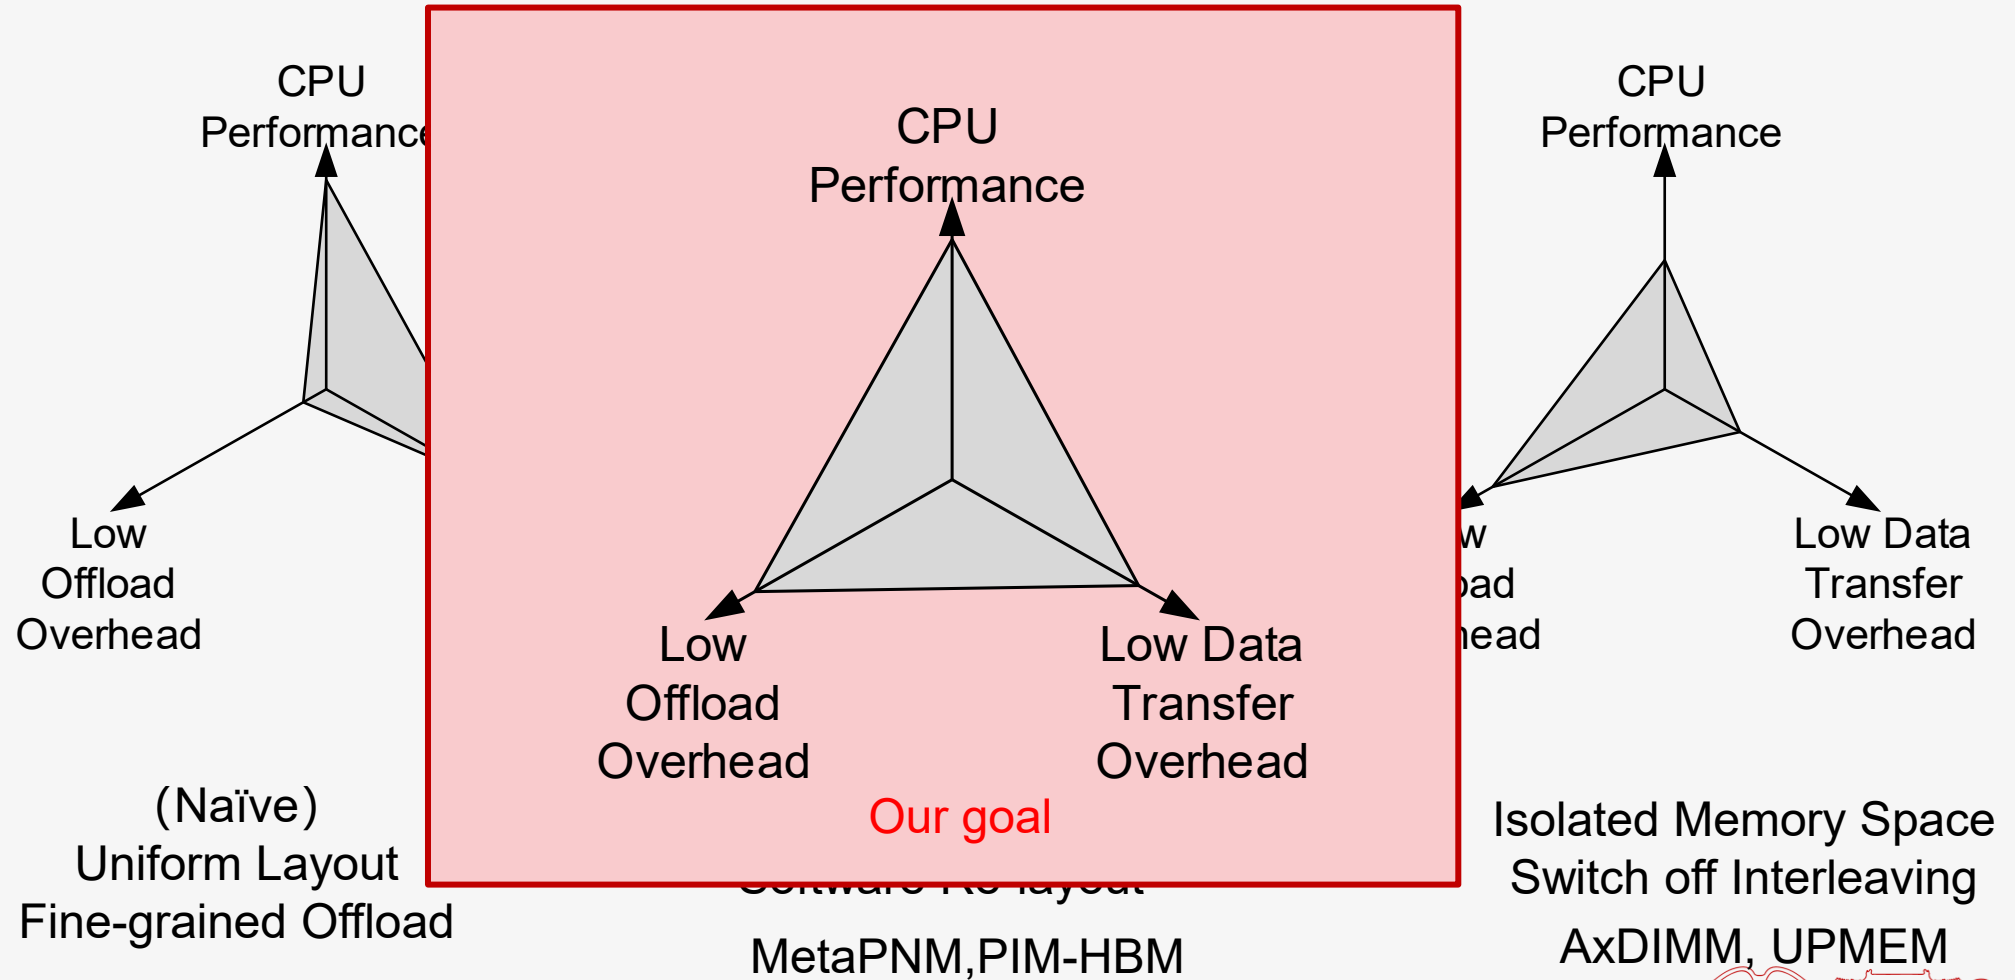 CPU
Performance
Low
Offload
Overhead
(Naïve)
Uniform Layout
Fine-grained Offload
CPU
Performance
Low
Offload
Overhead
Low Data
Transfer
Overhead
Our goal
MetaPNM,PIM-HBM
CPU
Performance
Low Data
Transfer
Overhead
Isolated Memory Space
Switch off Interleaving
AxDIMM, UPMEM